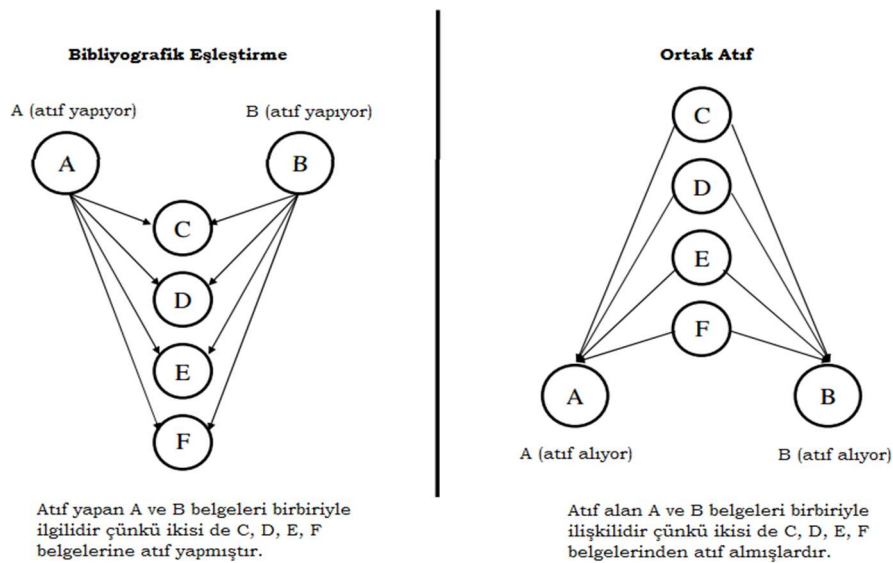 Bibliyografik Eşleştirme
A (atıf yapıyor)
B (atıf yapıyor)
A
B
C
D
E
F
Atıf yapan A ve B belgeleri birbiriyle
ilgilidir çünkü ikisi de C, D, E, F
belgelerine atıf yapmıştır.
Ortak Atıf
C
D
E
F
A
B
A (atıf alıyor)
B (atıf alıyor)
Atıf alan A ve B belgeleri birbiriyle
ilişkilidir çünkü ikisi de C, D, E, F
belgelerinden atıf almışlardır.